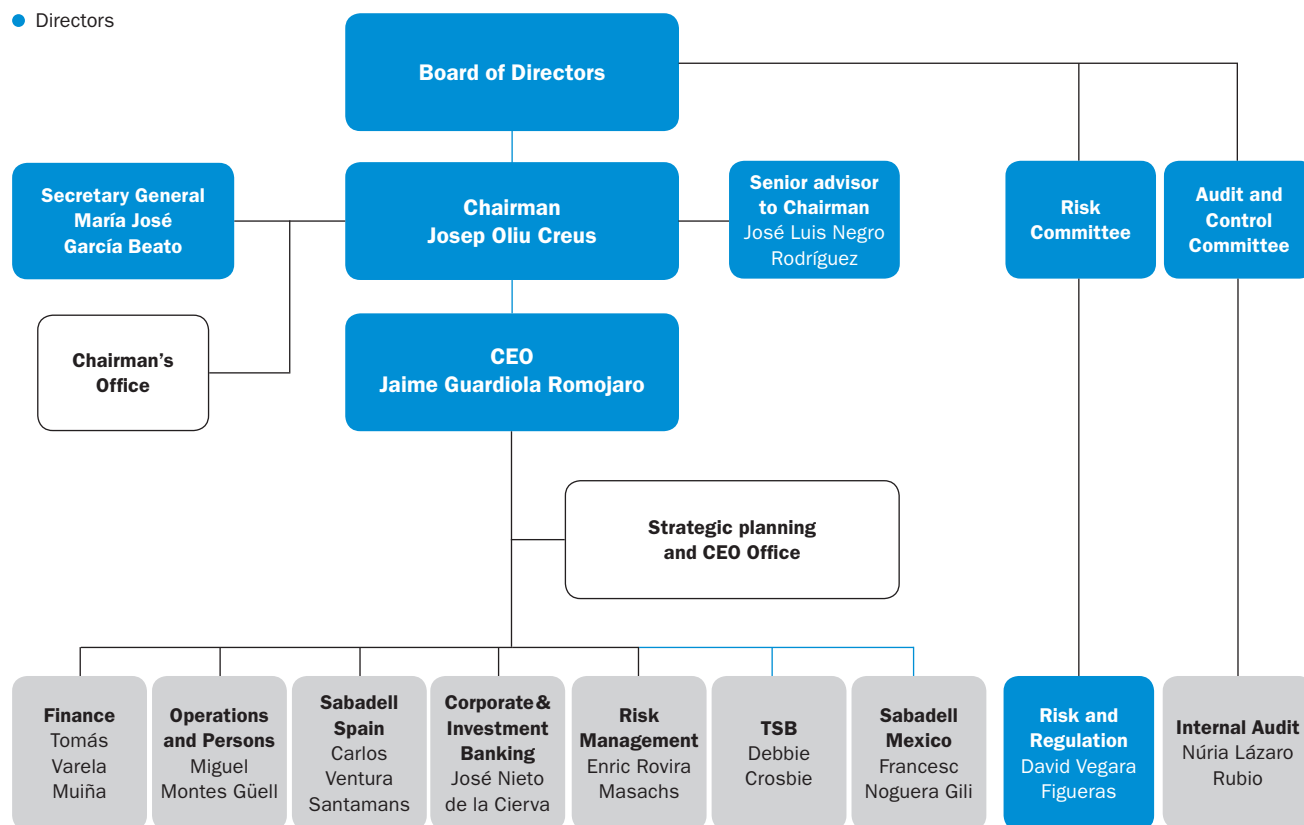 Directors
Board of Directors
Secretary General
María José
García Beato
Chairman
Josep Oliu Creus
Senior advisor
to Chairman
José Luis Negro
Rodríguez
Risk
Committee
Audit and
Control
Committee
Chairman's
Office
CEO
Jaime Guardiola Romojaro
Strategic planning
and CEO Office
Finance
Tomás
Varela
Muiña
Operations
and Persons
Miguel
Montes Güell
Sabadell
Spain
Carlos
Ventura
Santamans
Corporate &
Investment
Banking
José Nieto
de la Cierva
Risk
Management
Enric Rovira
Masachs
TSB
Debbie
Crosbie
Sabadell
Mexico
Francesc
Noguera Gili
Risk and
Regulation
David Vegara
Figueras
Internal Audit
Núria Lázaro
Rubio